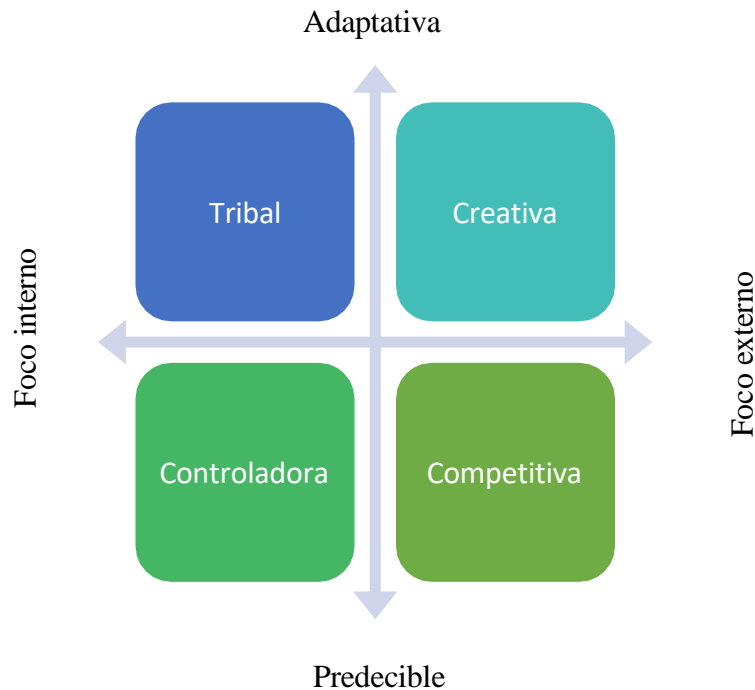 Adaptativa
Tribal
Creativa
Foco interno
Foco externo
Controladora
Competitiva
Predecible